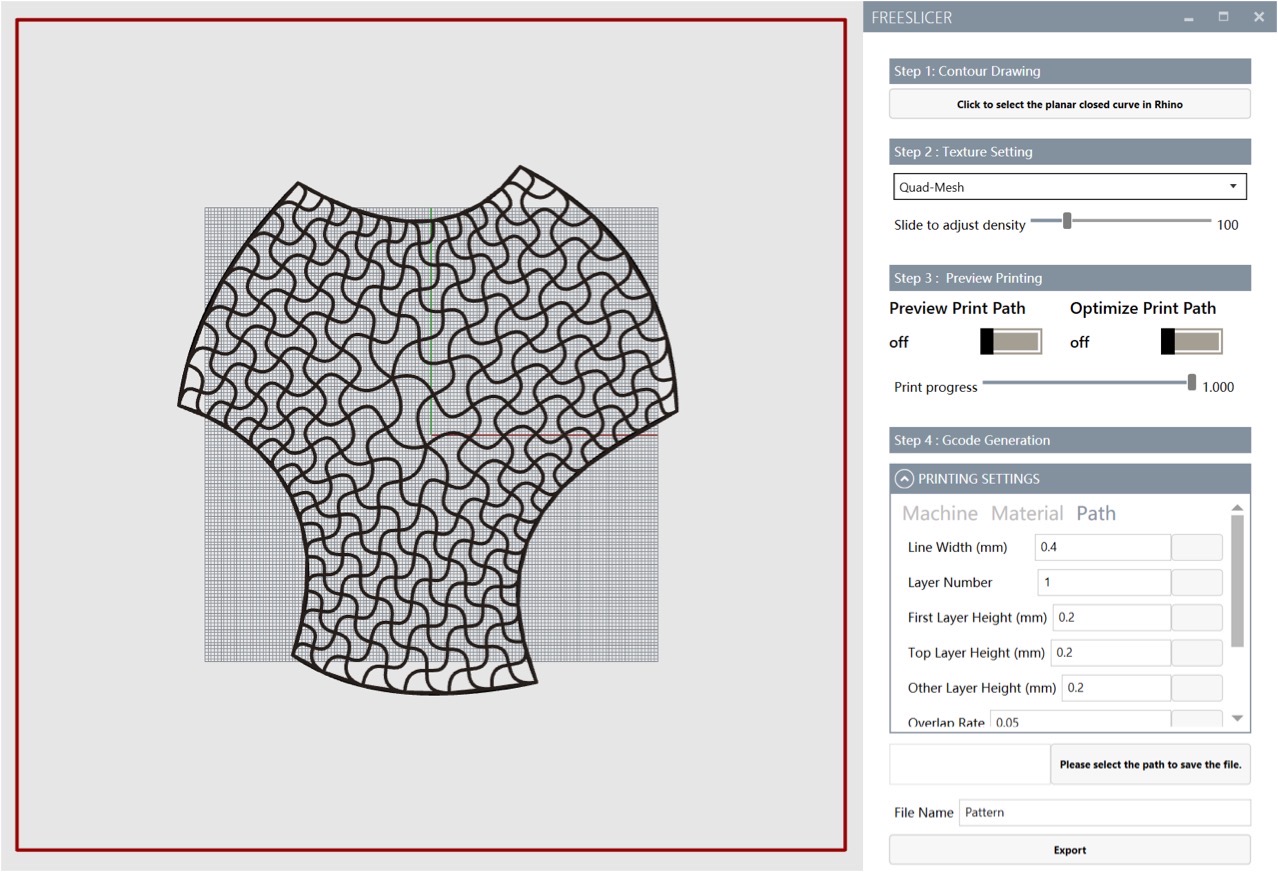 FREESLICER
Step 1: Contour Drawing
Click to select the planar closed curve in Rhino
Step 2 : Texture Setting
Quad-Mesh
Slide to adjust density 100
Step 3 : Preview Printing
Preview Print Path Optimize Print Path
off off
Print progress 1.000
Step 4 : Gcode Generation
PRINTING SETTINGS
Machine Material Path
Line Width (mm) 0.4
Layer Number 1
First Layer Height (mm) 0.2
Top Layer Height (mm) 0.2
Other Layer Height (mm) 0.2
Overlap Rate 0.05
Please select the path to save the file.
File Name Pattern
Export